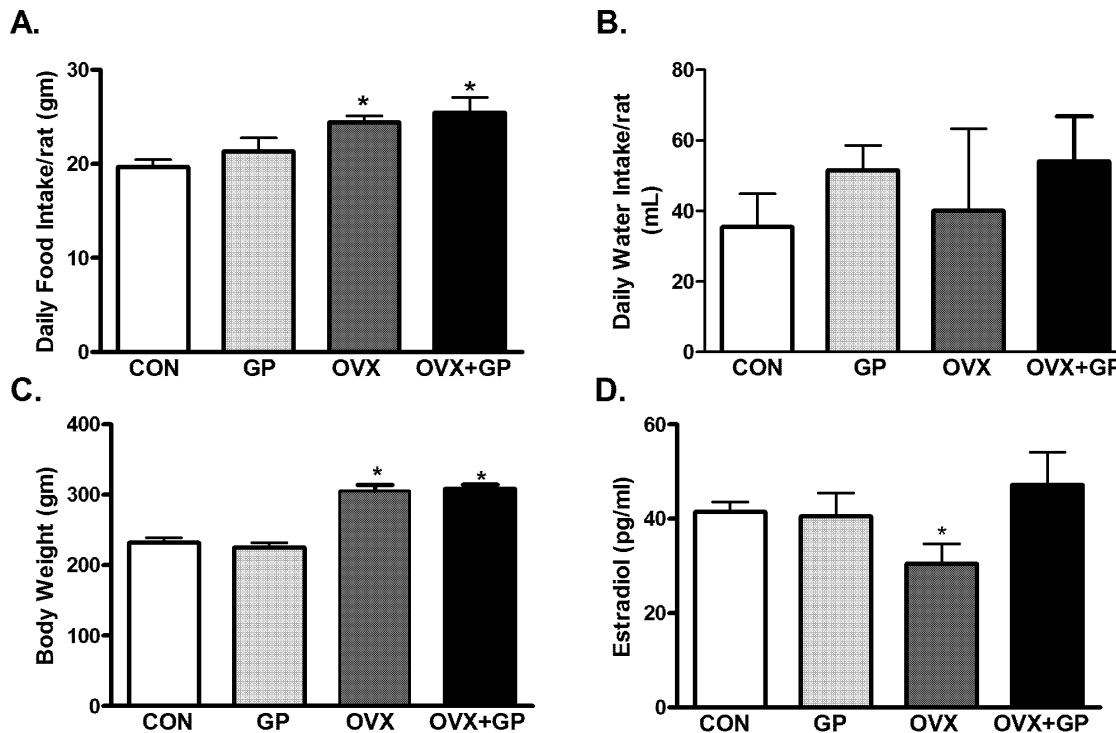 A.
Daily Food Intake/rat (gm)
30
20
10
0
*
*
CON GP OVX OVX+GP
B.
Daily Water Intake/rat
(mL)
80
60
40
20
0
CON GP OVX OVX+GP
C.
Body Weight (gm)
400
300
200
100
0
*
*
CON GP OVX OVX+GP
D.
Estradiol (pg/ml)
60
40
20
0
*
CON GP OVX OVX+GP